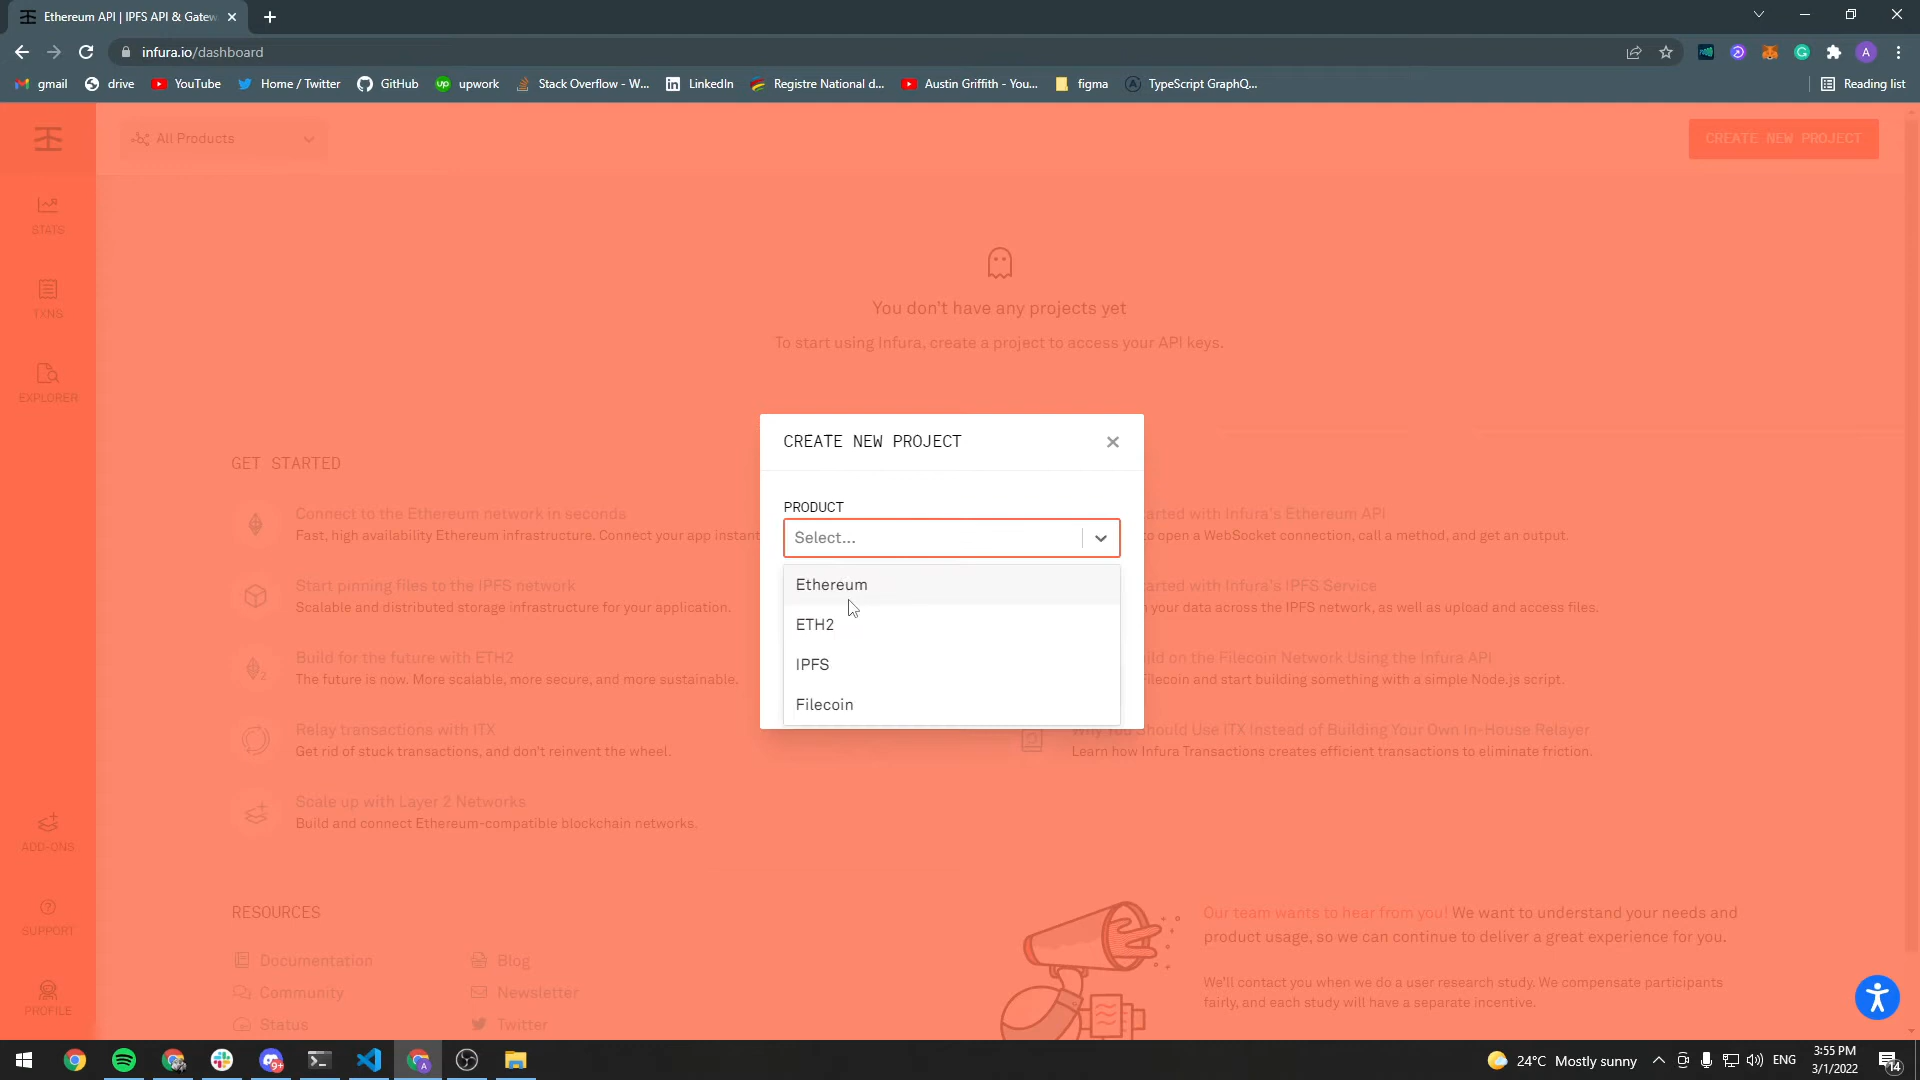 Ethereum API | IPFS API & Gatew
infura.io/dashboard
gmail
drive
YouTube
Home / Twitter
GitHub
upwork
Stack Overflow - W...
LinkedIn
Registre National d...
Austin Griffith - You...
figma
TypeScript GraphQ...
Reading list
All Products
CREATE NEW PROJECT
STATS
TXNS
EXPLORER
You don't have any projects yet
To start using Infura, create a project to access your API keys.
CREATE NEW PROJECT
PRODUCT
Select...
Ethereum
ETH2
IPFS
Filecoin
GET STARTED
Connect to the Ethereum network in seconds
Fast, high availability Ethereum infrastructure. Connect your app instant
Start pinning files to the IPFS network
Scalable and distributed storage infrastructure for your application.
Build for the future with ETH2
The future is now. More scalable, more secure, and more sustainable.
Relay transactions with ITX
Get rid of stuck transactions, and don't reinvent the wheel.
Scale up with Layer 2 Networks
Build and connect Ethereum-compatible blockchain networks.
arted with Infura's Ethereum API
to open a WebSocket connection, call a method, and get an output.
arted with Infura's IPFS Service
your data across the IPFS network, as well as upload and access files.
ild on the Filecoin Network Using the Infura API
Filecoin and start building something with a simple Node.js script.
Why You Should Use ITX Instead of Building Your Own In-House Relayer
Learn how Infura Transactions creates efficient transactions to eliminate friction.
ADD-ONS
SUPPORT
PROFILE
RESOURCES
Documentation
Blog
Community
Newsletter
Status
Twitter
Our team wants to hear from you! We want to understand your needs and
product usage, so we can continue to deliver a great experience for you.
We'll contact you when we do a user research study. We compensate participants
fairly, and each study will have a separate incentive.
24°C Mostly sunny
ENG
3:55 PM
3/1/2022
14